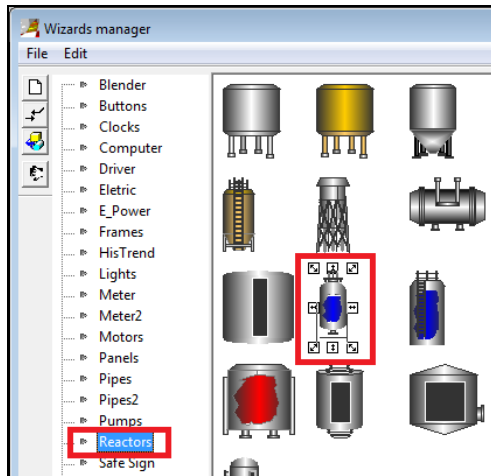 Wizards manager
File Edit
Blender
Buttons
Clocks
Computer
Driver
Eletric
E_Power
Frames
HisTrend
Lights
Meter
Meter2
Motors
Panels
Pipes
Pipes2
Pumps
Reactors
Safe Sign